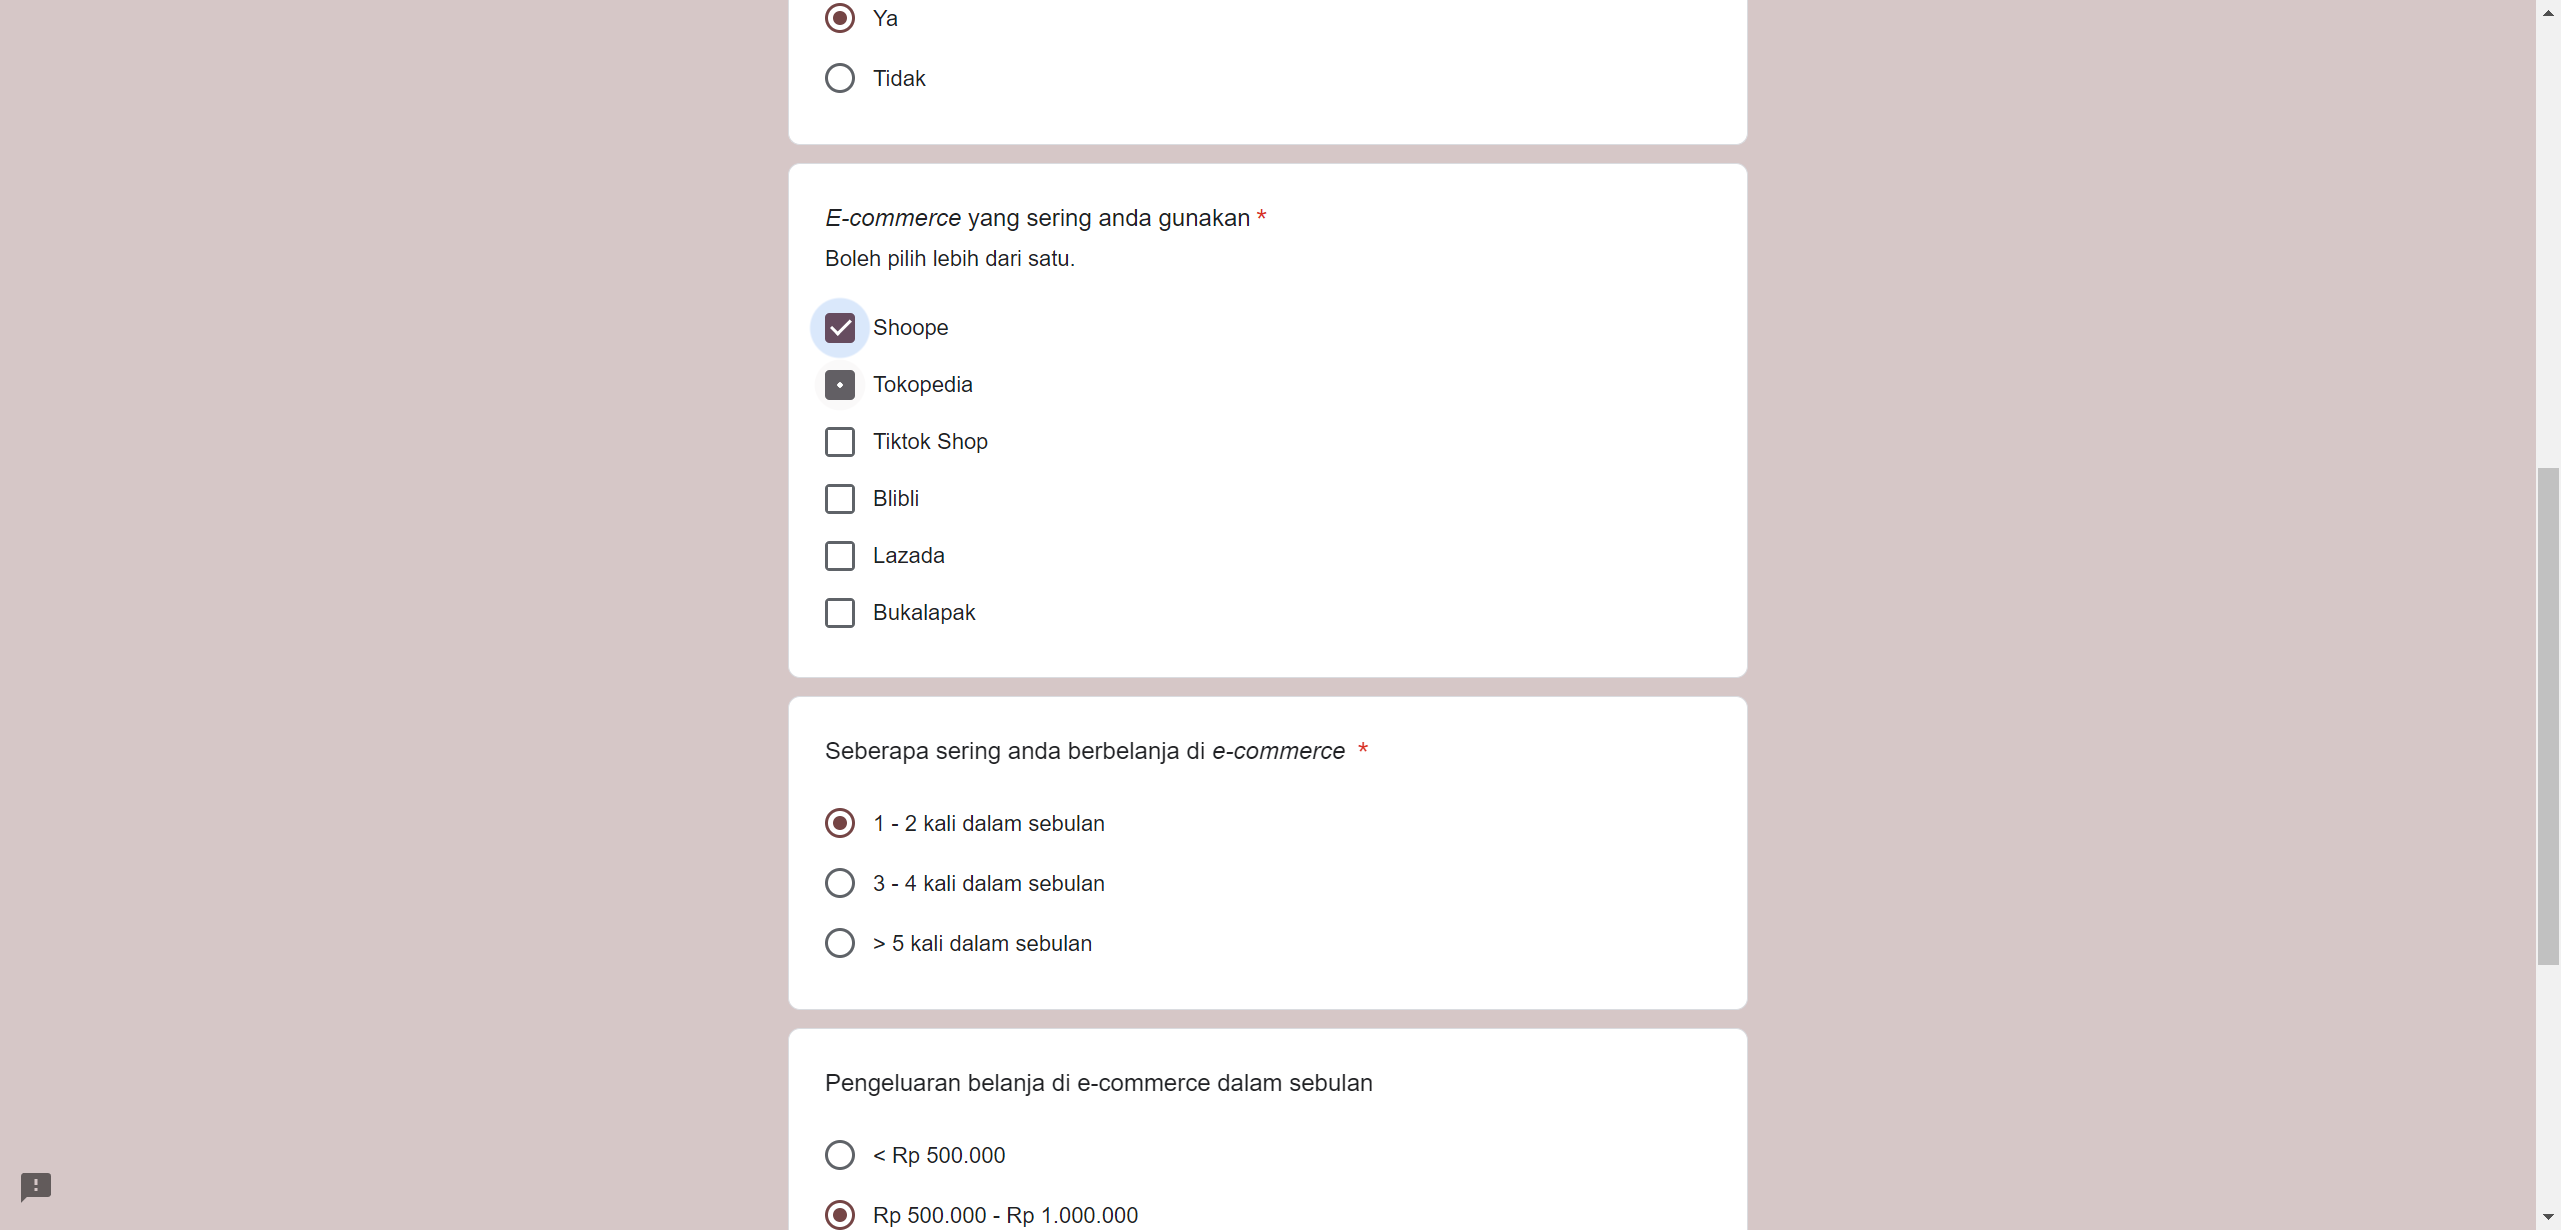 Ya
Tidak
E-commerce yang sering anda gunakan *
Boleh pilih lebih dari satu.
Shoope
Tokopedia
Tiktok Shop
Blibli
Lazada
Bukalapak
Seberapa sering anda berbelanja di e-commerce *
1 - 2 kali dalam sebulan
3 - 4 kali dalam sebulan
> 5 kali dalam sebulan
Pengeluaran belanja di e-commerce dalam sebulan
< Rp 500.000
Rp 500.000 - Rp 1.000.000